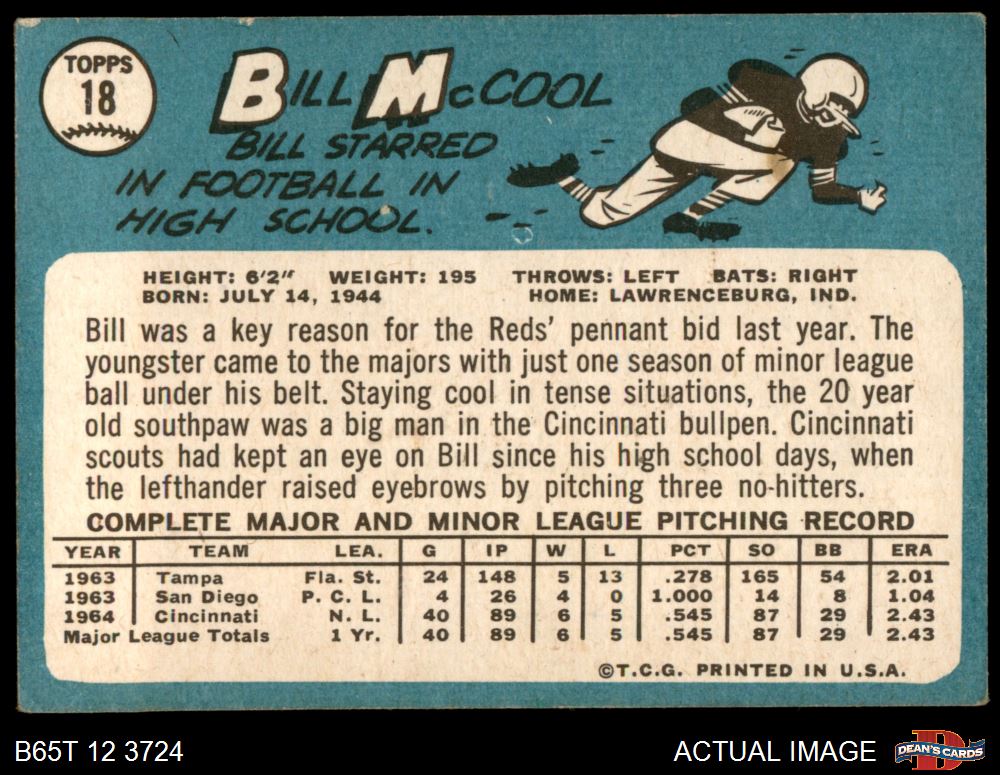 TOPPS
18
BILL McCOOL
BILL STARRED
IN FOOTBALL IN
HIGH SCHOOL.
HEIGHT: 6'2" WEIGHT: 195 THROWS: LEFT BATS: RIGHT
BORN: JULY 14, 1944 HOME: LAWRENCEBURG, IND.
Bill was a key reason for the Reds' pennant bid last year. The
youngster came to the majors with just one season of minor league
ball under his belt. Staying cool in tense situations, the 20 year
old southpaw was a big man in the Cincinnati bullpen. Cincinnati
scouts had kept an eye on Bill since his high school days, when
the lefthander raised eyebrows by pitching three no-hitters.
COMPLETE MAJOR AND MINOR LEAGUE PITCHING RECORD
YEAR TEAM LEA. G IP W L PCT SO BB ERA
1963 Tampa Fla. St. 24 148 5 13 .278 165 54 2.01
1963 San Diego P. C. L. 4 26 4 0 1.000 14 8 1.04
1964 Cincinnati N. L. 40 89 6 5 .545 87 29 2.43
Major League Totals 1 Yr. 40 89 6 5 .545 87 29 2.43
©T.C.G. PRINTED IN U.S.A.
B65T 12 3724 ACTUAL IMAGE D DEAN'S CARDS